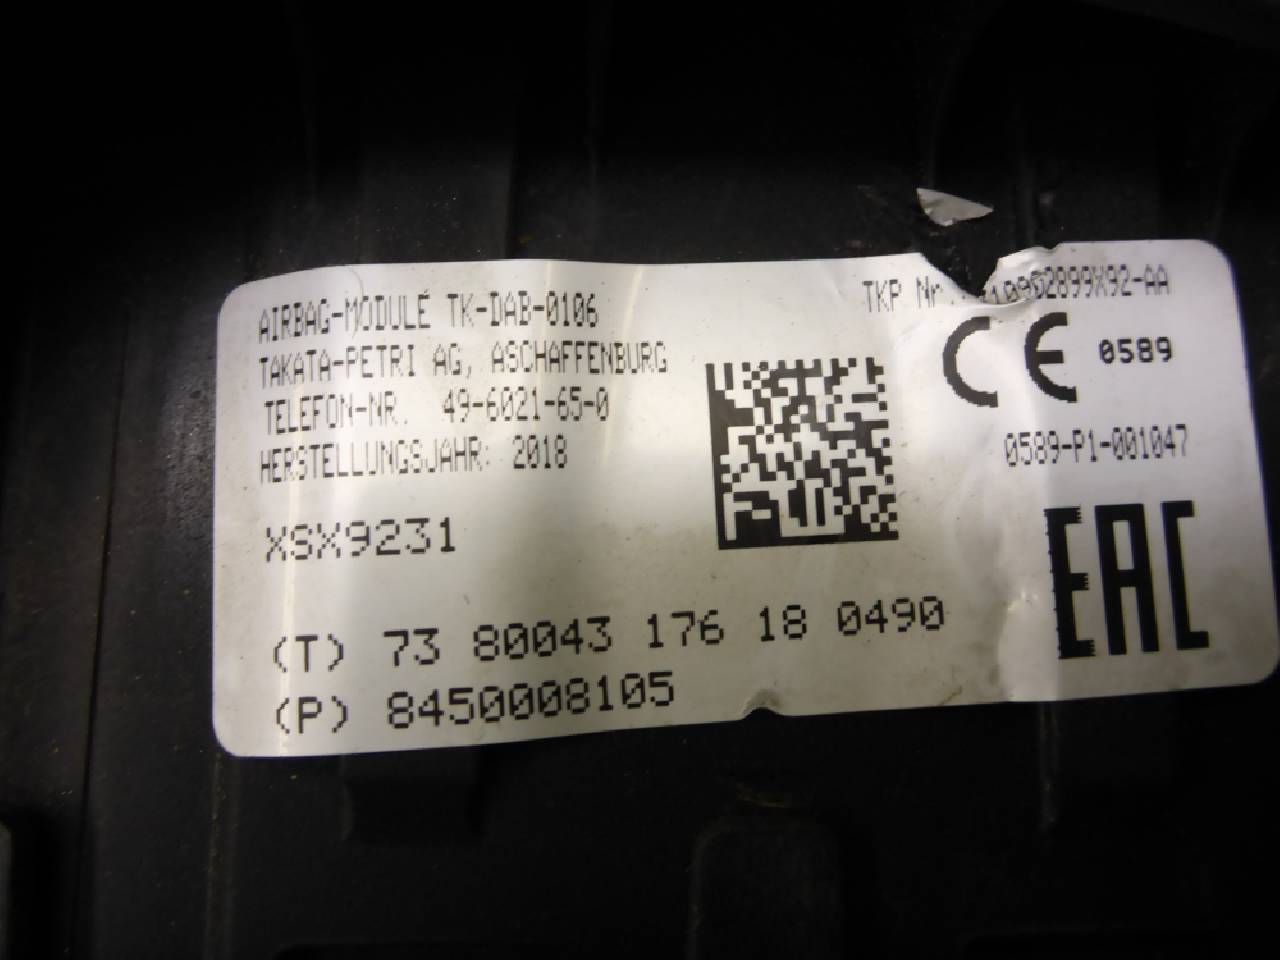 AIRBAG-MODULE TK-DAB-0106
TAKATA-PETRI AG, ASCHAFFENBURG
TELEFON-NR. 49-6021-65-0
HERSTELLUNGSJAHR: 2018
XSX9231
(T) 73 80043 176 18 0490
(P) 8450008105
TKP Nr
CE 0589
0589-P1-001047
EAC